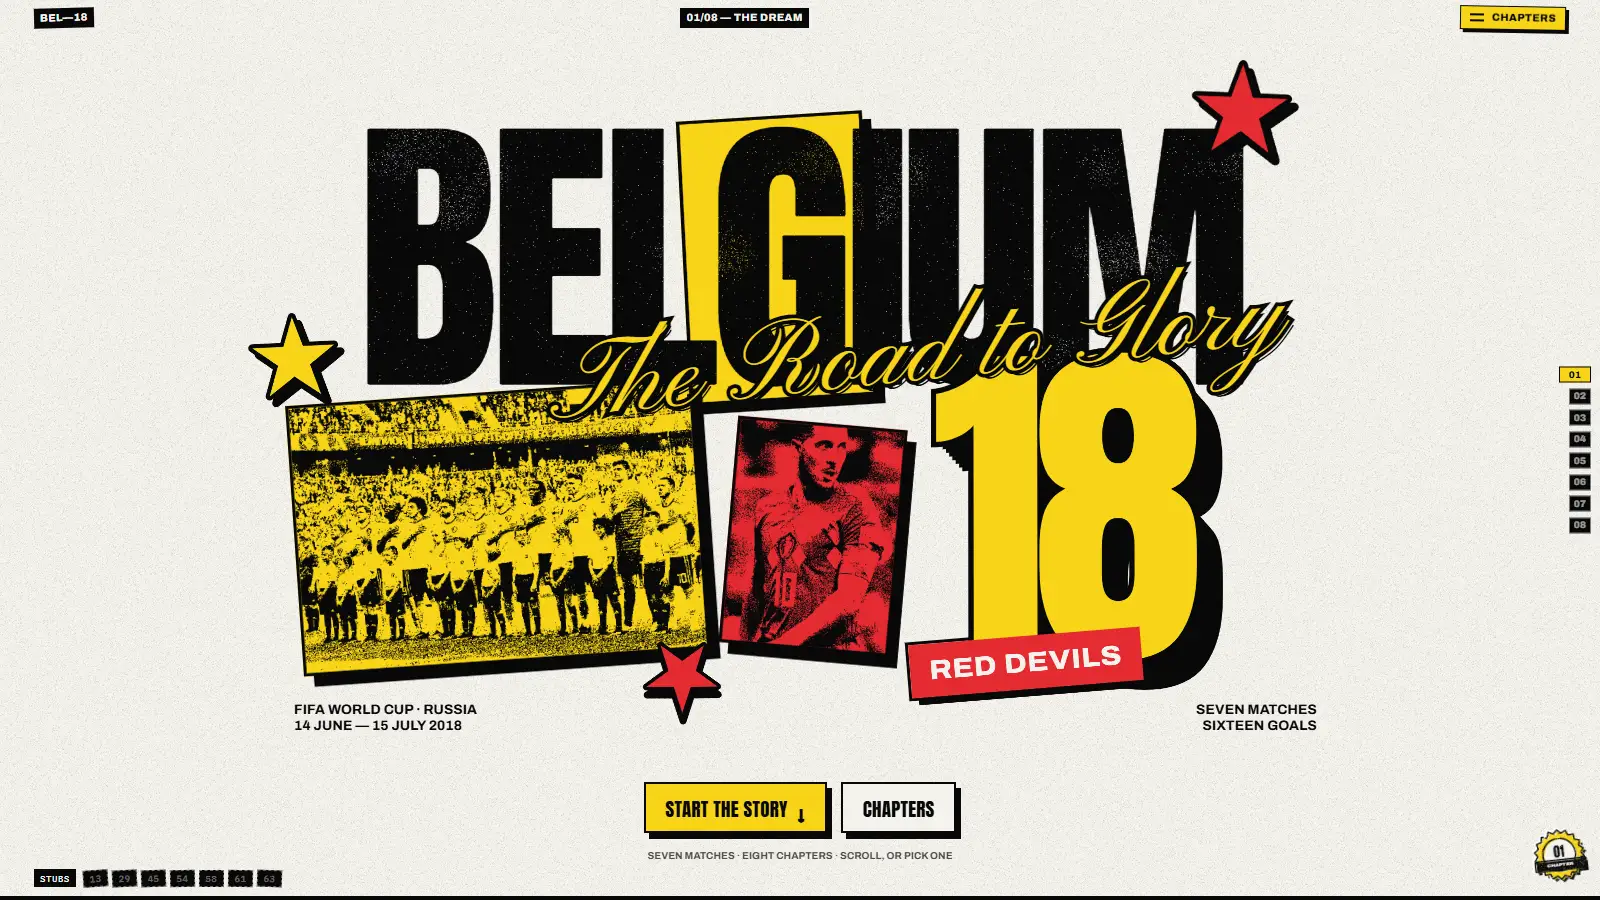 BEL—18
01/08 — THE DREAM
CHAPTERS
BELGIUM
The Road to Glory
18
10
RED DEVILS
FIFA WORLD CUP · RUSSIA
14 JUNE — 15 JULY 2018
SEVEN MATCHES
SIXTEEN GOALS
01
02
03
04
05
06
07
08
START THE STORY ↓
CHAPTERS
SEVEN MATCHES · EIGHT CHAPTERS · SCROLL, OR PICK ONE
STUBS 13 29 45 54 58 61 63
01
CHAPTER